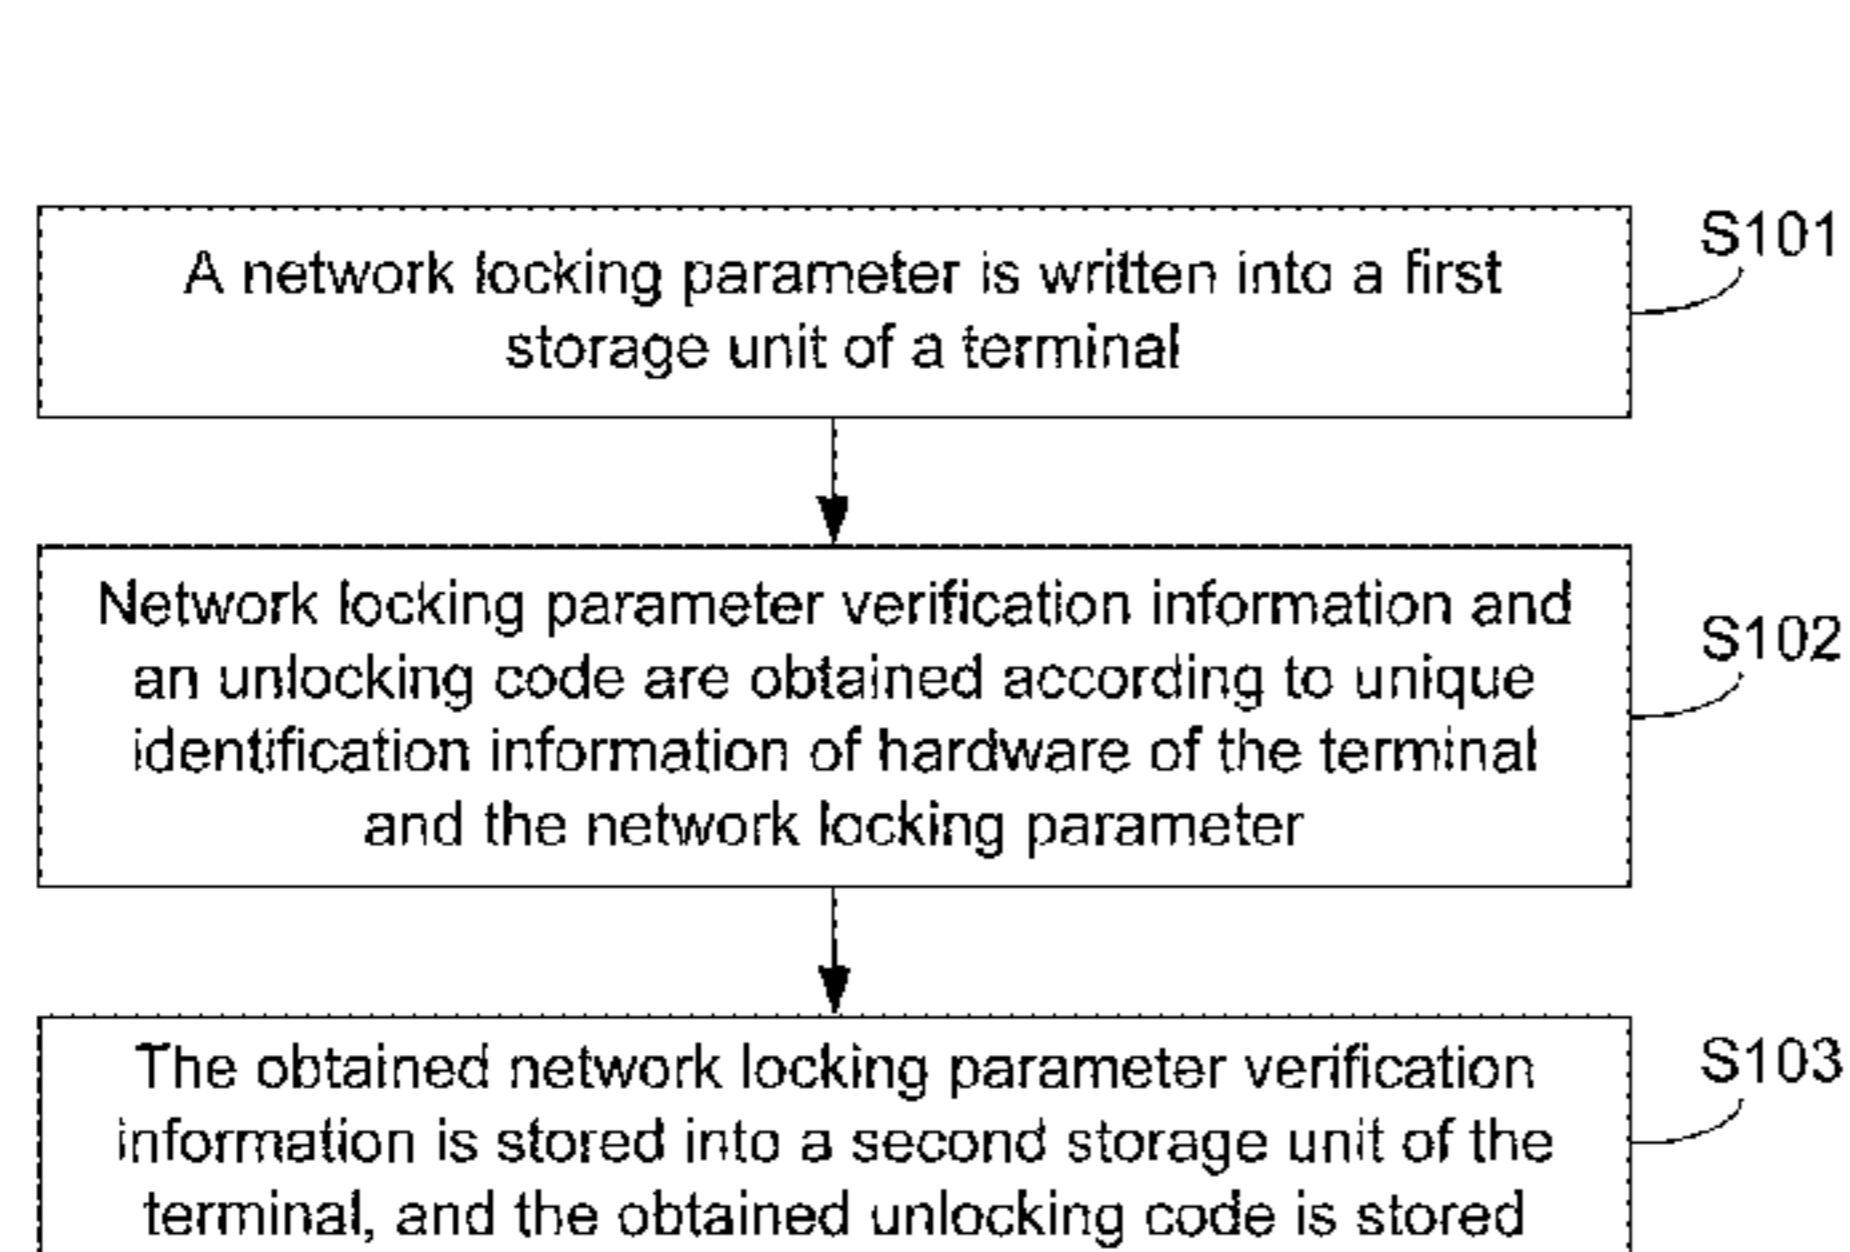 S101
A network locking parameter is written into a first
storage unit of a terminal
S102
Network locking parameter verification information and
an unlocking code are obtained according to unique
identification information of hardware of the terminal
and the network locking parameter
S103
The obtained network locking parameter verification
information is stored into a second storage unit of the
terminal, and the obtained unlocking code is stored